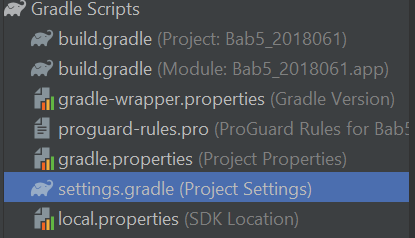 Gradle Scripts
build.gradle (Project: Bab5_2018061)
build.gradle (Module: Bab5_2018061.app)
gradle-wrapper.properties (Gradle Version)
proguard-rules.pro (ProGuard Rules for Bab5
gradle.properties (Project Properties)
settings.gradle (Project Settings)
local.properties (SDK Location)